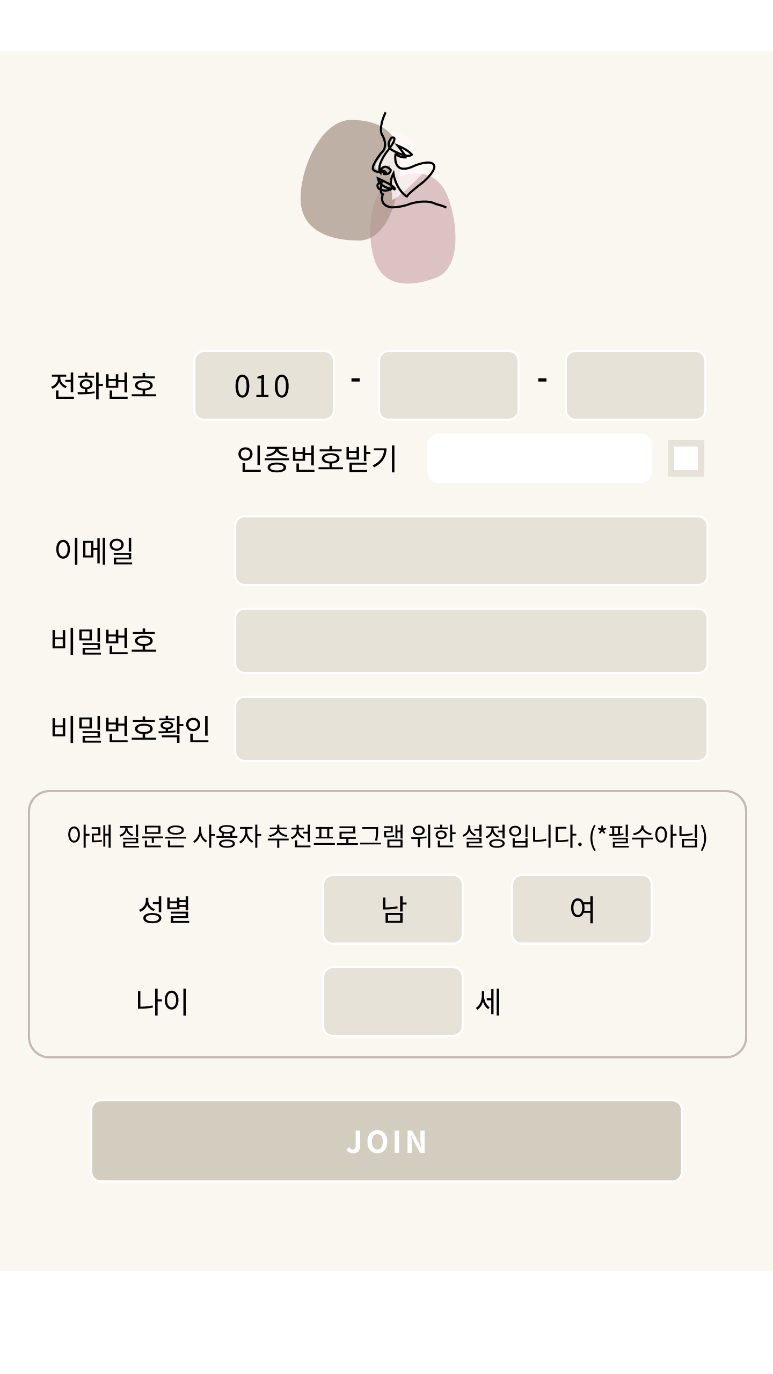 전화번호 010 - -
인증번호받기
이메일
비밀번호
비밀번호확인
아래 질문은 사용자 추천프로그램 위한 설정입니다. (*필수아님)
성별 남 여
나이 세
JOIN